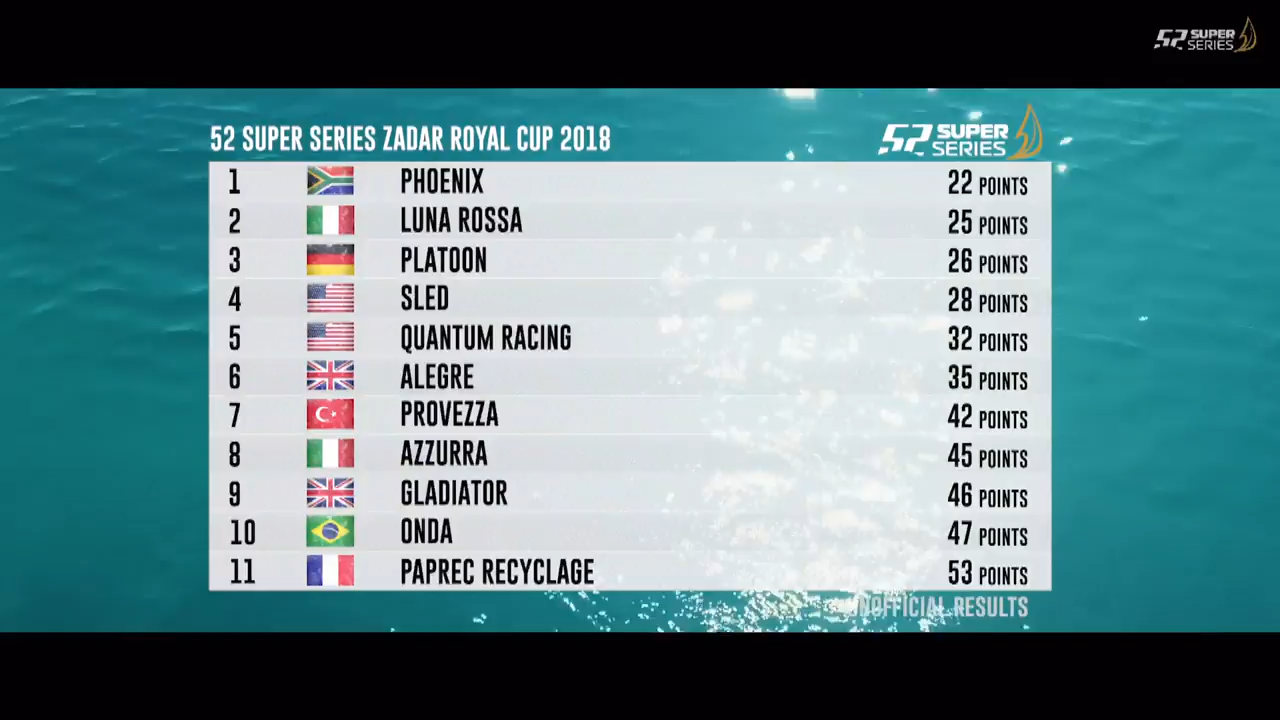 52 SUPER SERIES
52 SUPER SERIES ZADAR ROYAL CUP 2018
52 SUPER SERIES
1 PHOENIX 22 POINTS
2 LUNA ROSSA 25 POINTS
3 PLATOON 26 POINTS
4 SLED 28 POINTS
5 QUANTUM RACING 32 POINTS
6 ALEGRE 35 POINTS
7 PROVEZZA 42 POINTS
8 AZZURRA 45 POINTS
9 GLADIATOR 46 POINTS
10 ONDA 47 POINTS
11 PAPREC RECYCLAGE 53 POINTS
UNOFFICIAL RESULTS